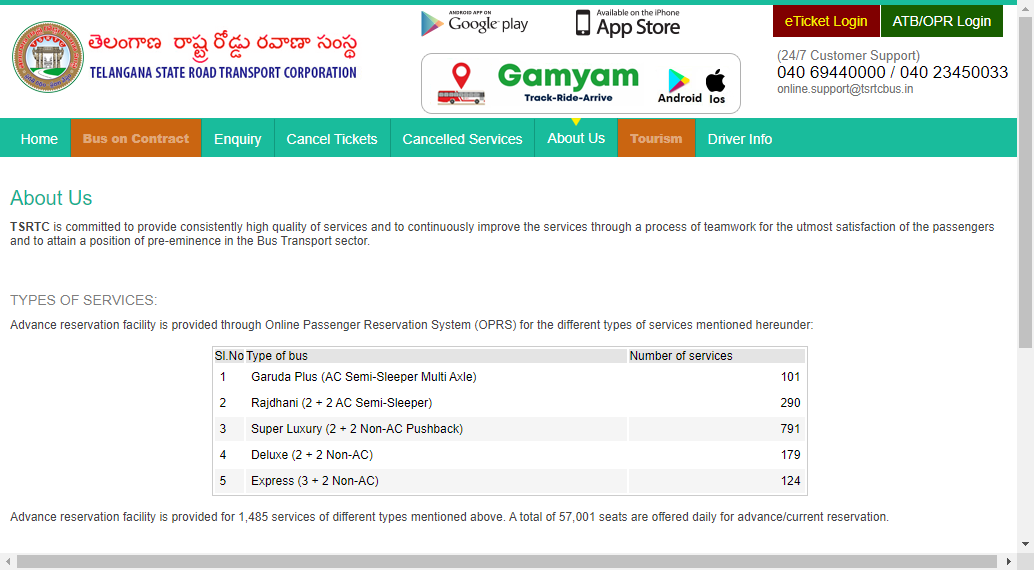 తెలంగాణ రాష్ట్ర రోడ్డు రవాణా సంస్థ
TELANGANA STATE ROAD TRANSPORT CORPORATION
ANDROID APP ON
Google play
Available on the iPhone
App Store
Gamyam
Track-Ride-Arrive
Android Ios
eTicket Login ATB/OPR Login
(24/7 Customer Support)
040 69440000 / 040 23450033
online.support@tsrtcbus.in
Home Bus on Contract Enquiry Cancel Tickets Cancelled Services About Us Tourism Driver Info
About Us
TSRTC is committed to provide consistently high quality of services and to continuously improve the services through a process of teamwork for the utmost satisfaction of the passengers
and to attain a position of pre-eminence in the Bus Transport sector.
TYPES OF SERVICES:
Advance reservation facility is provided through Online Passenger Reservation System (OPRS) for the different types of services mentioned hereunder:
Sl.No Type of bus Number of services
1 Garuda Plus (AC Semi-Sleeper Multi Axle) 101
2 Rajdhani (2 + 2 AC Semi-Sleeper) 290
3 Super Luxury (2 + 2 Non-AC Pushback) 791
4 Deluxe (2 + 2 Non-AC) 179
5 Express (3 + 2 Non-AC) 124
Advance reservation facility is provided for 1,485 services of different types mentioned above. A total of 57,001 seats are offered daily for advance/current reservation.